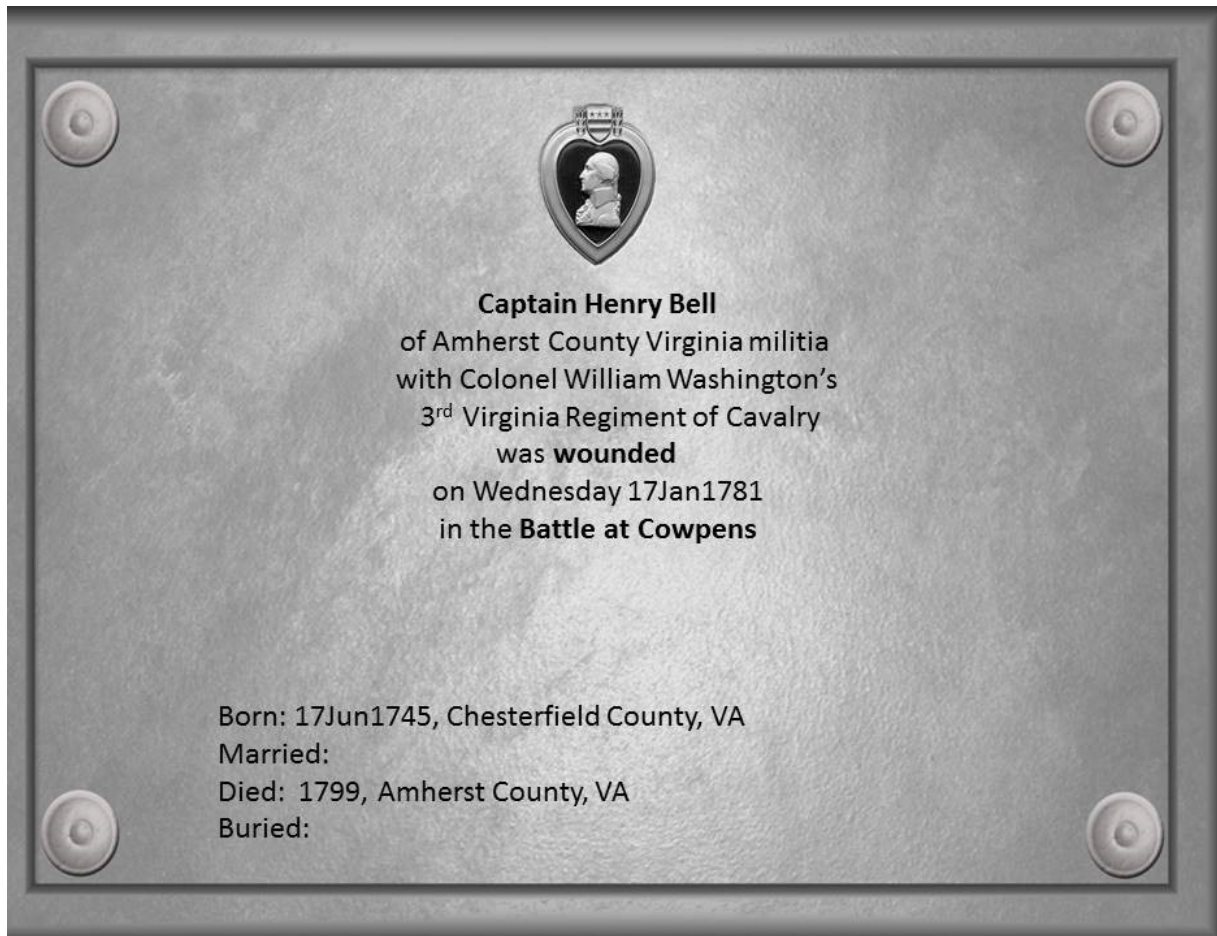 Captain Henry Bell
of Amherst County Virginia militia
with Colonel William Washington’s
3rd Virginia Regiment of Cavalry
was wounded
on Wednesday 17Jan1781
in the Battle at Cowpens
Born: 17Jun1745, Chesterfield County, VA
Married:
Died: 1799, Amherst County, VA
Buried: